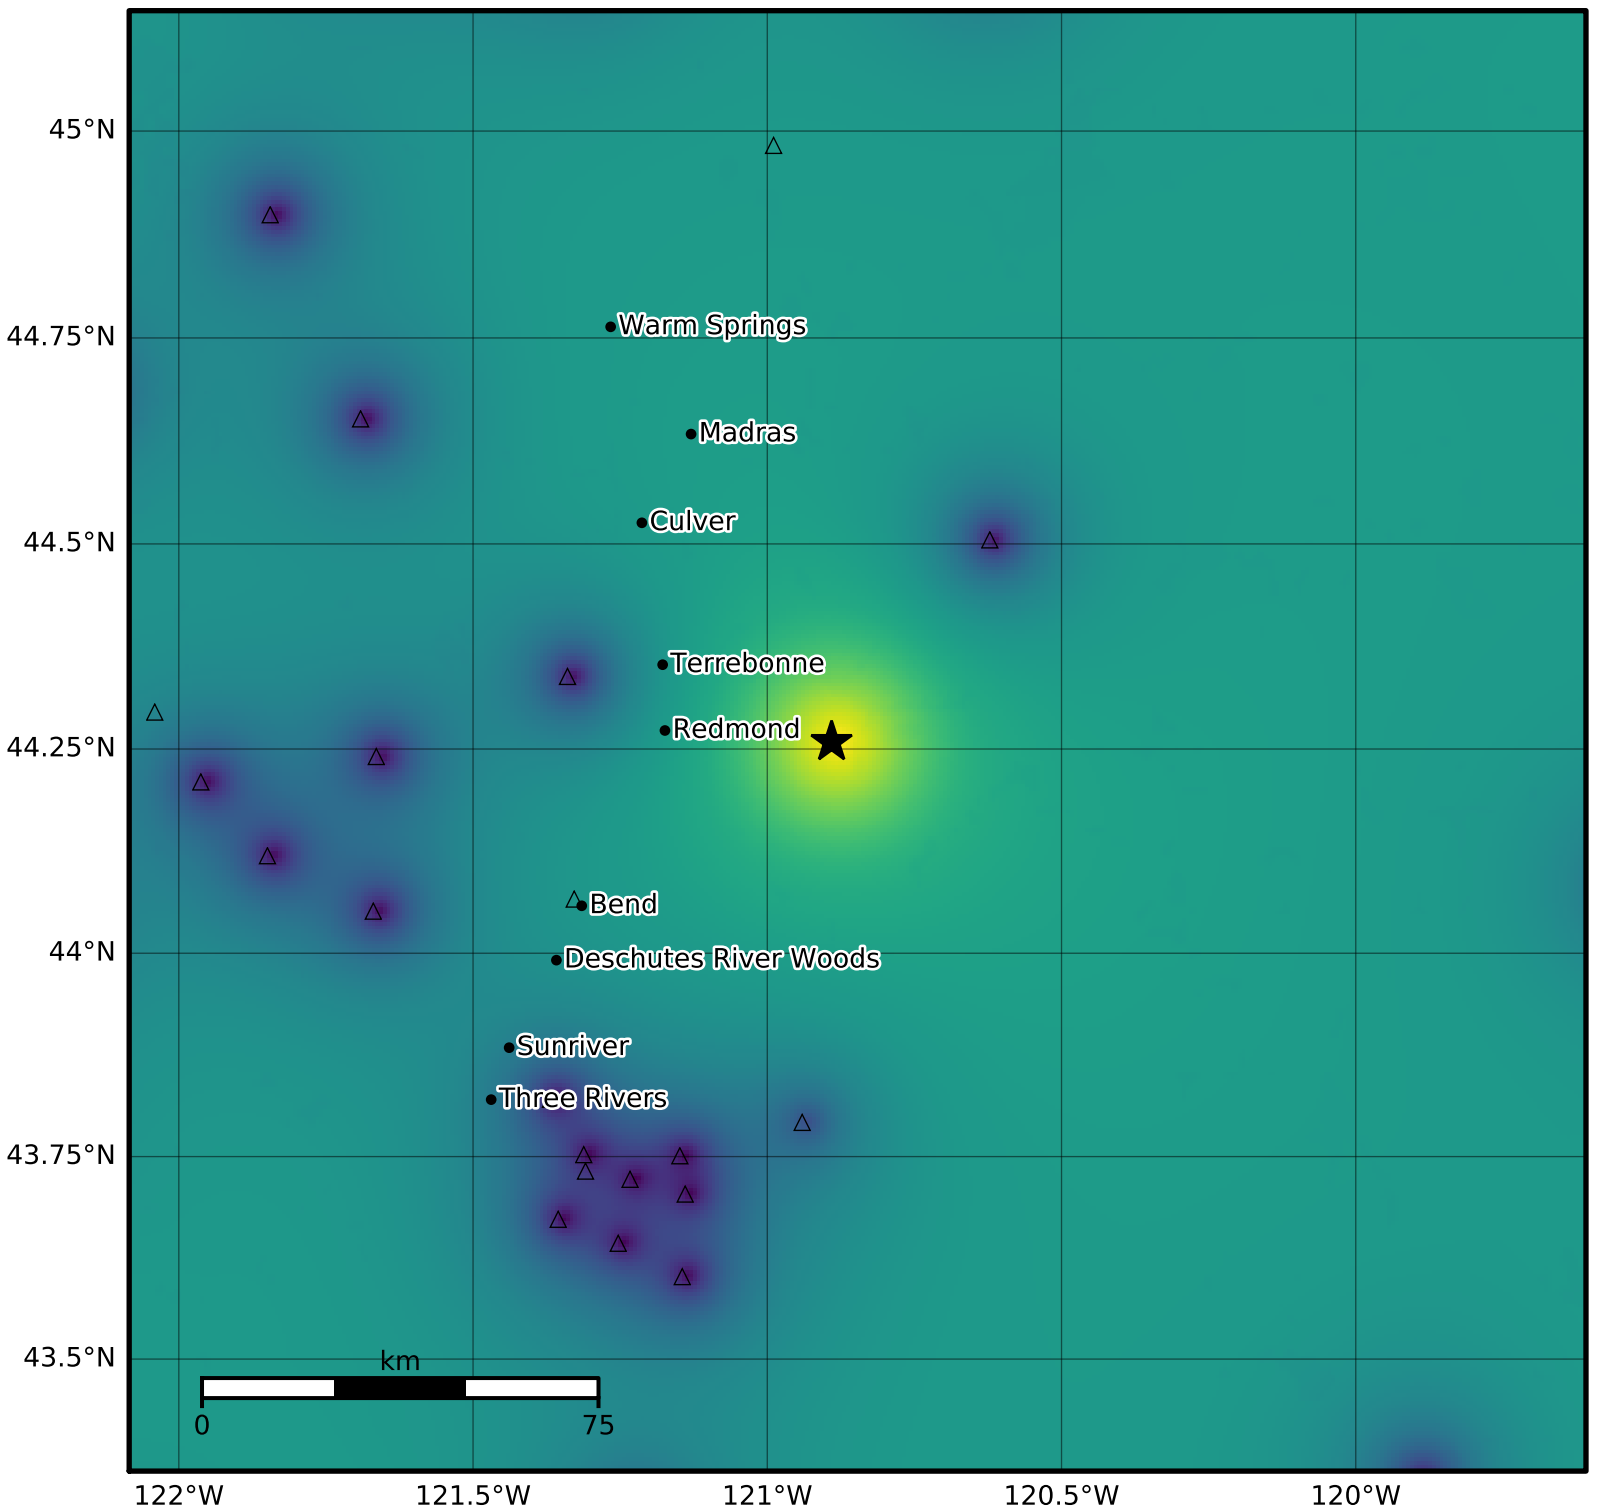 45°N
44.75°N
44.5°N
44.25°N
44°N
43.75°N
43.5°N
Warm Springs
Madras
Culver
Terrebonne
Redmond
Bend
Deschutes River Woods
Sunriver
Three Rivers
km
0 75
122°W 121.5°W 121°W 120.5°W 120°W